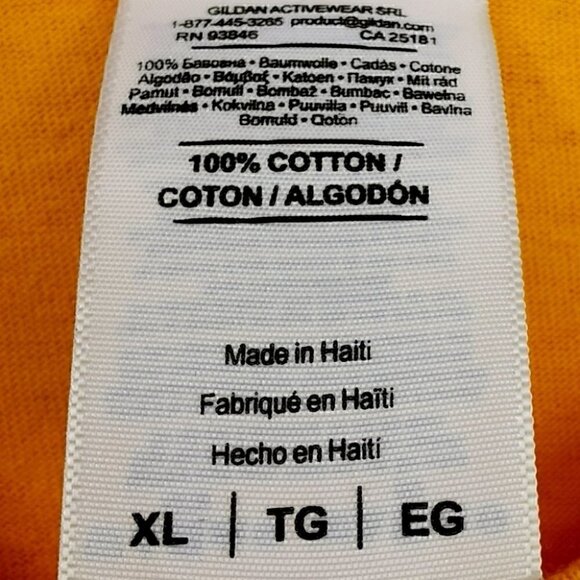 GILDAN ACTIVEWEAR SRL
1-877-445-3265 product@gildan.com
RN 93846 CA 25181
100% Бавовна • Baumwolle • Cadás • Cotone
Algodão • Βάμβαξ • Katoen • Памук • Mit rád
Pamut • Bomull • Bombaž • Bumbac • Bawełna
Medvilnės • Kokvilna • Puuvilla • Puuvill • Bavlna
Bomuld • Coton
100% COTTON /
COTON / ALGODÓN
Made in Haiti
Fabriqué en Haïti
Hecho en Haití
XL | TG | EG